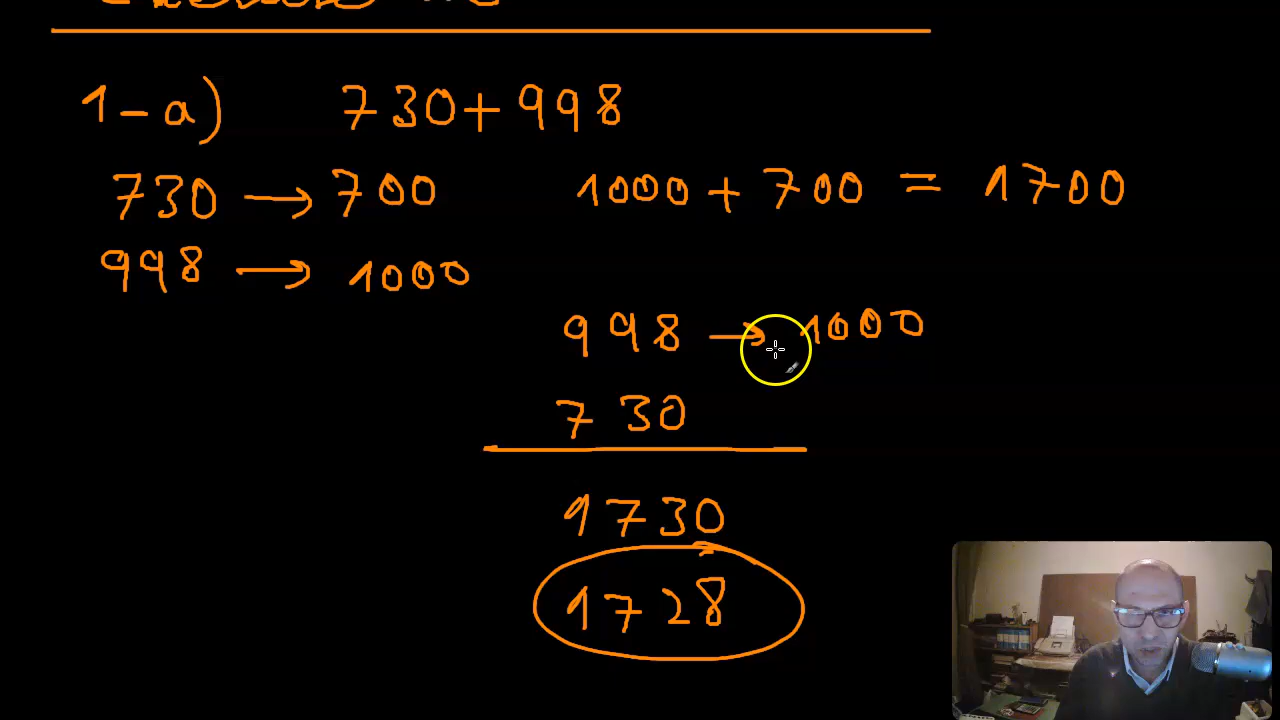 1-a) 730+998
730 → 700 1000 + 700 = 1700
998 → 1000
998 → 1000
730
1730
1728